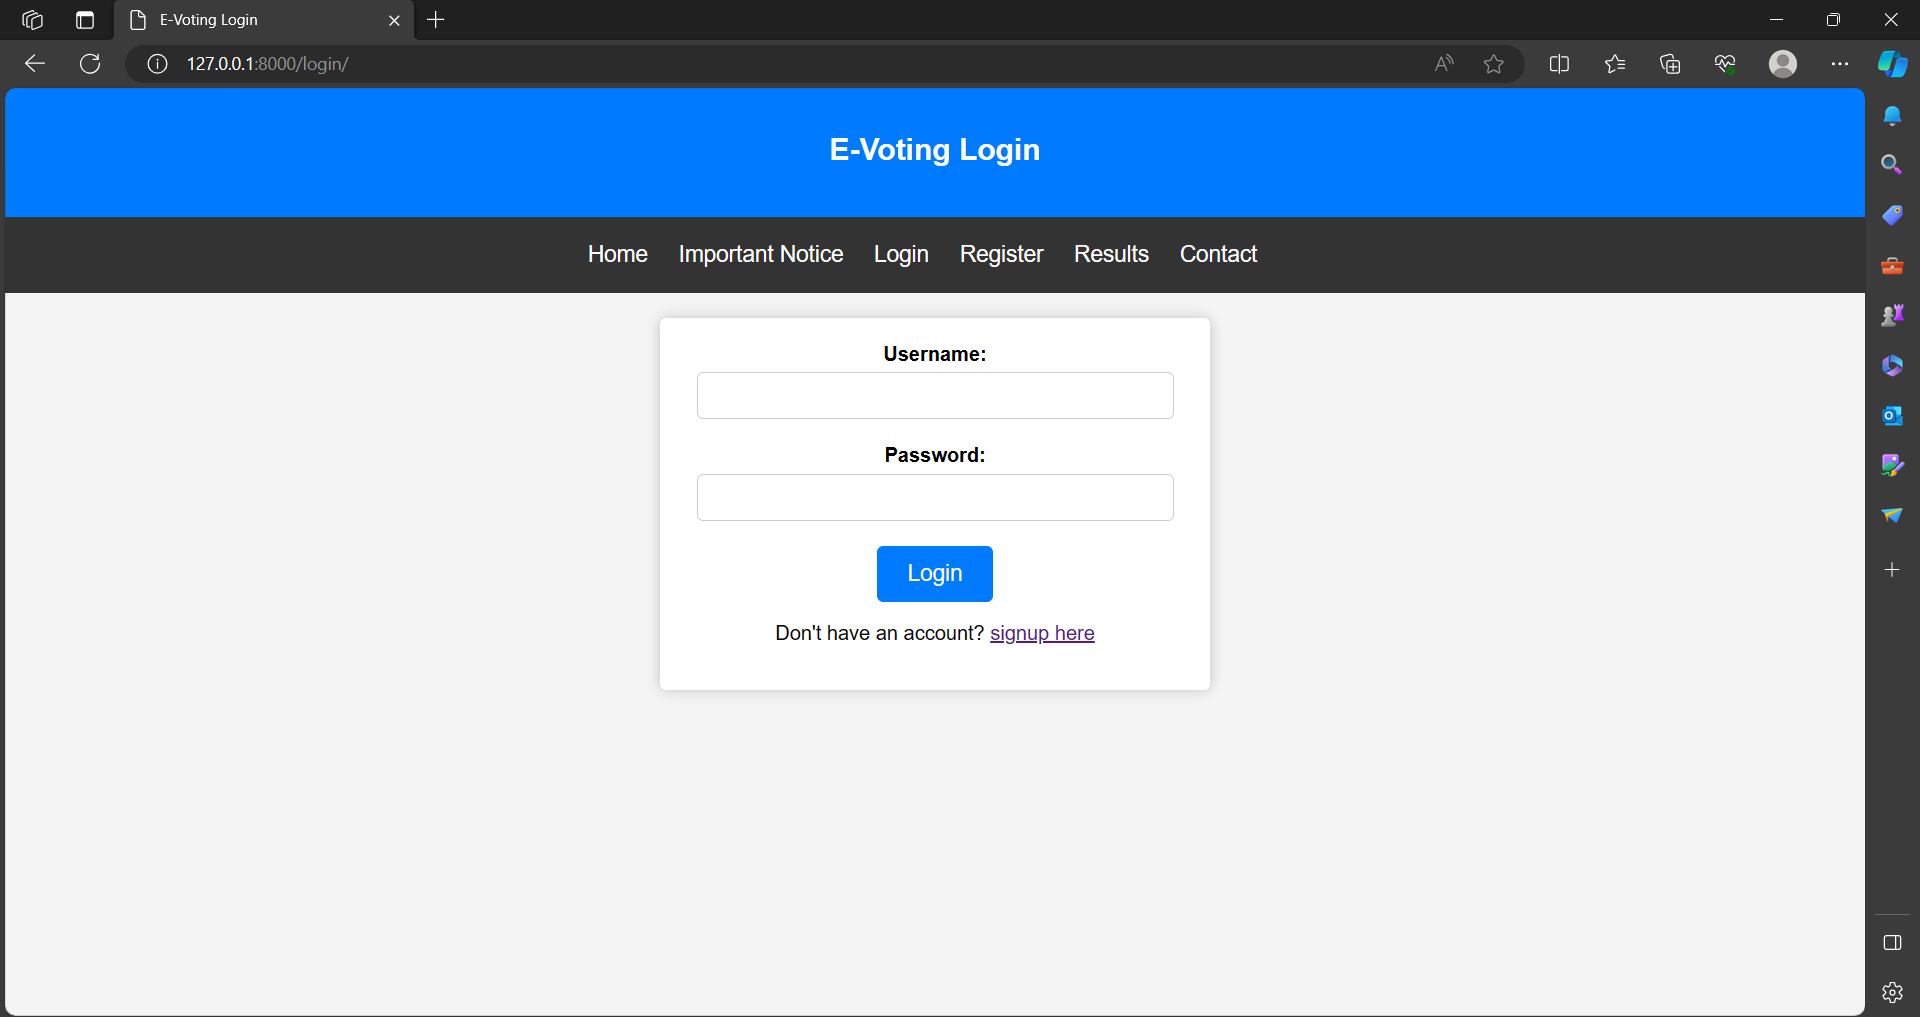 E-Voting Login
127.0.0.1:8000/login/
E-Voting Login
Home Important Notice Login Register Results Contact
Username:
Password:
Login
Don't have an account? signup here